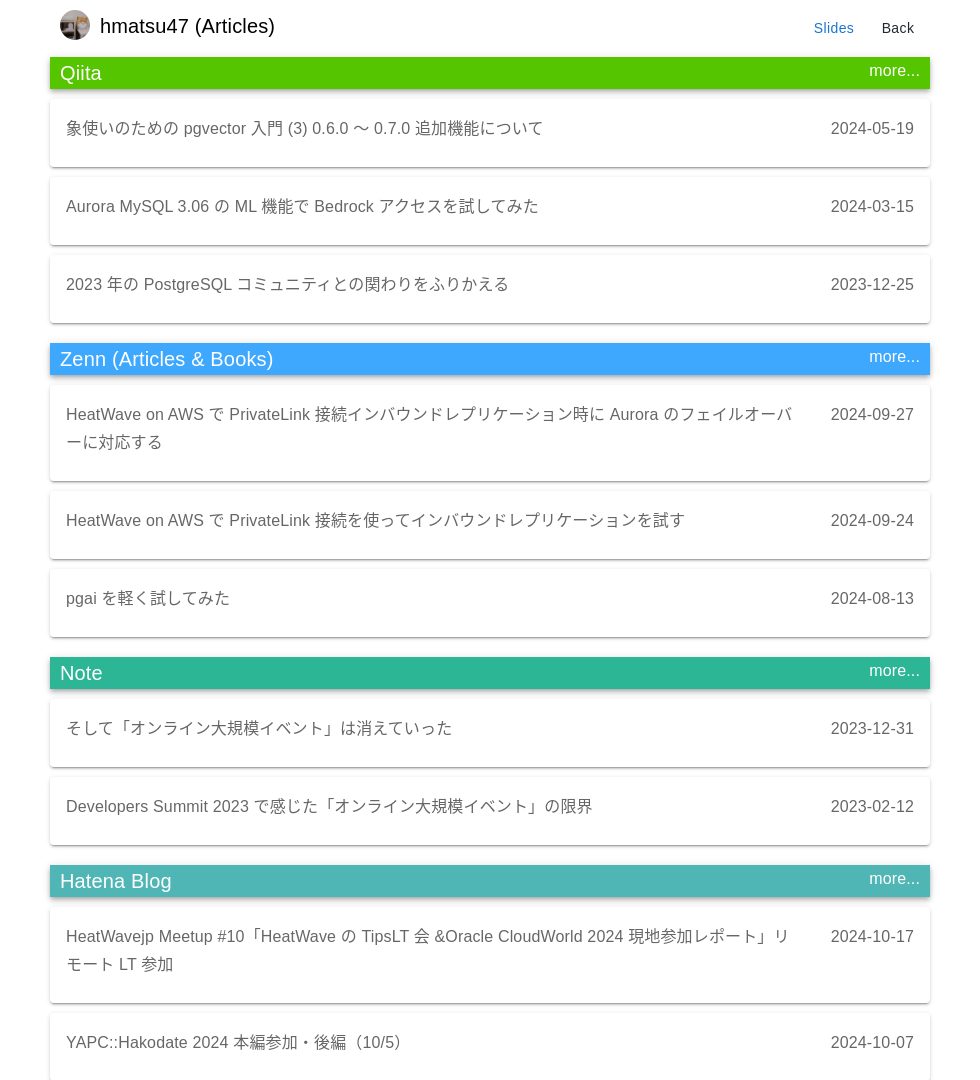 hmatsu47 (Articles)
Slides
Back
Qiita
more...
象使いのための pgvector 入門 (3) 0.6.0 〜 0.7.0 追加機能について
2024-05-19
Aurora MySQL 3.06 の ML 機能で Bedrock アクセスを試してみた
2024-03-15
2023 年の PostgreSQL コミュニティとの関わりをふりかえる
2023-12-25
Zenn (Articles & Books)
more...
HeatWave on AWS で PrivateLink 接続インバウンドレプリケーション時に Aurora のフェイルオーバ
ーに対応する
2024-09-27
HeatWave on AWS で PrivateLink 接続を使ってインバウンドレプリケーションを試す
2024-09-24
pgai を軽く試してみた
2024-08-13
Note
more...
そして「オンライン大規模イベント」は消えていった
2023-12-31
Developers Summit 2023 で感じた「オンライン大規模イベント」の限界
2023-02-12
Hatena Blog
more...
HeatWavejp Meetup #10「HeatWave の TipsLT 会 &Oracle CloudWorld 2024 現地参加レポート」リ
モート LT 参加
2024-10-17
YAPC::Hakodate 2024 本編参加・後編（10/5）
2024-10-07